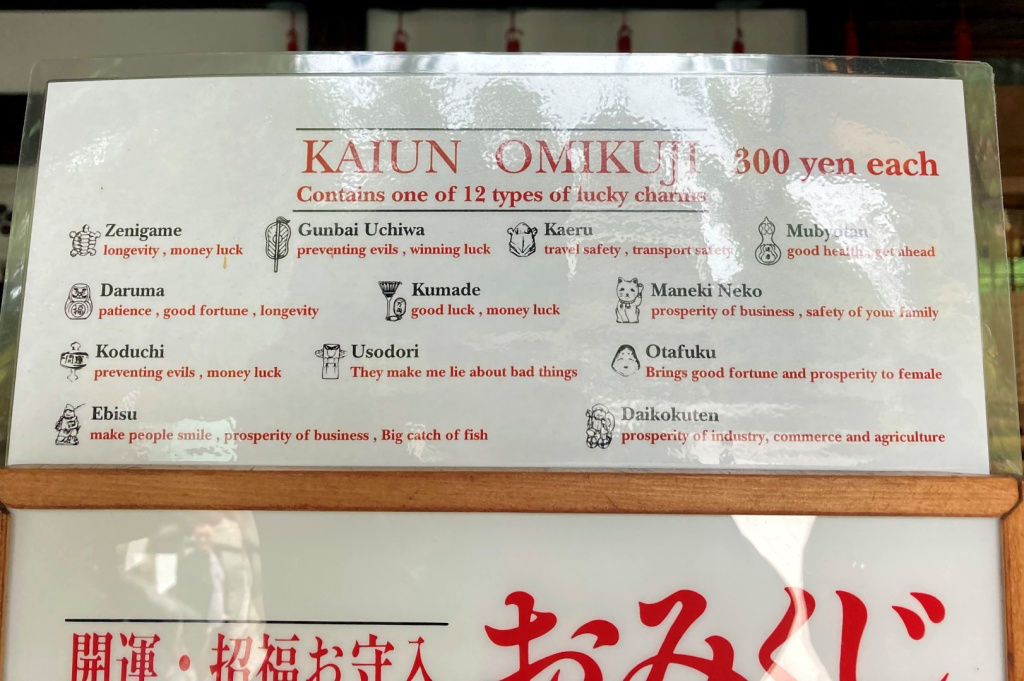 KAIUN OMIKUJI 300 yen each
Contains one of 12 types of lucky charms
Zenigame Gunbai Uchiwa Kaeru Mubyotan
longevity , money luck preventing evils , winning luck travel safety , transport safety good health , get ahead
Daruma Kumade Maneki Neko
patience , good fortune , longevity good luck , money luck prosperity of business , safety of your family
Koduchi Usodori Otafuku
preventing evils , money luck They make me lie about bad things Brings good fortune and prosperity to female
Ebisu Daikokuten
make people smile , prosperity of business , Big catch of fish prosperity of industry, commerce and agriculture
開運・招福お守入 おみくじ